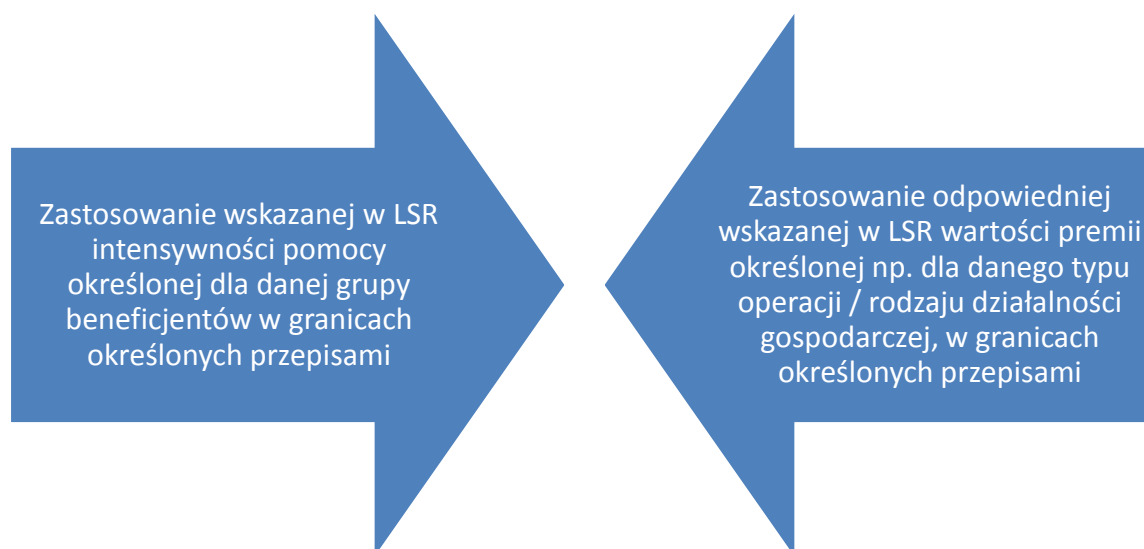 Zastosowanie wskazanej w LSR
intensywności pomocy
określonej dla danej grupy
beneficjentów w granicach
określonych przepisami
Zastosowanie odpowiedniej
wskazanej w LSR wartości premii
określonej np. dla danego typu
operacji / rodzaju działalności
gospodarczej, w granicach
określonych przepisami